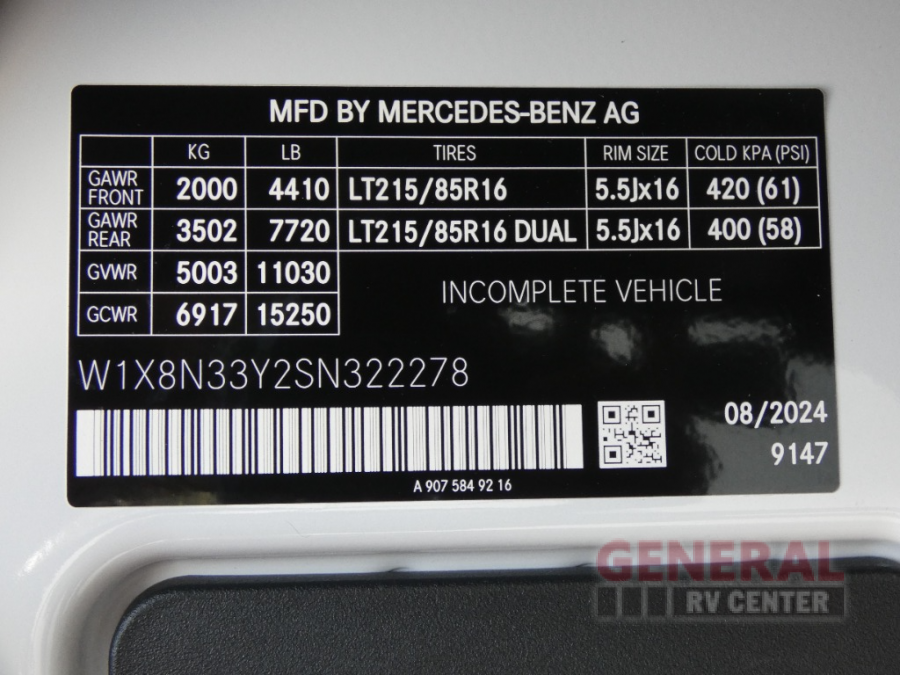 MFD BY MERCEDES-BENZ AG
KG LB TIRES RIM SIZE COLD KPA (PSI)
GAWR FRONT 2000 4410 LT215/85R16 5.5Jx16 420 (61)
GAWR REAR 3502 7720 LT215/85R16 DUAL 5.5Jx16 400 (58)
GVWR 5003 11030
INCOMPLETE VEHICLE
GCWR 6917 15250
W1X8N33Y2SN322278
08/2024
9147
A 907 584 92 16
GENERAL
RV CENTER